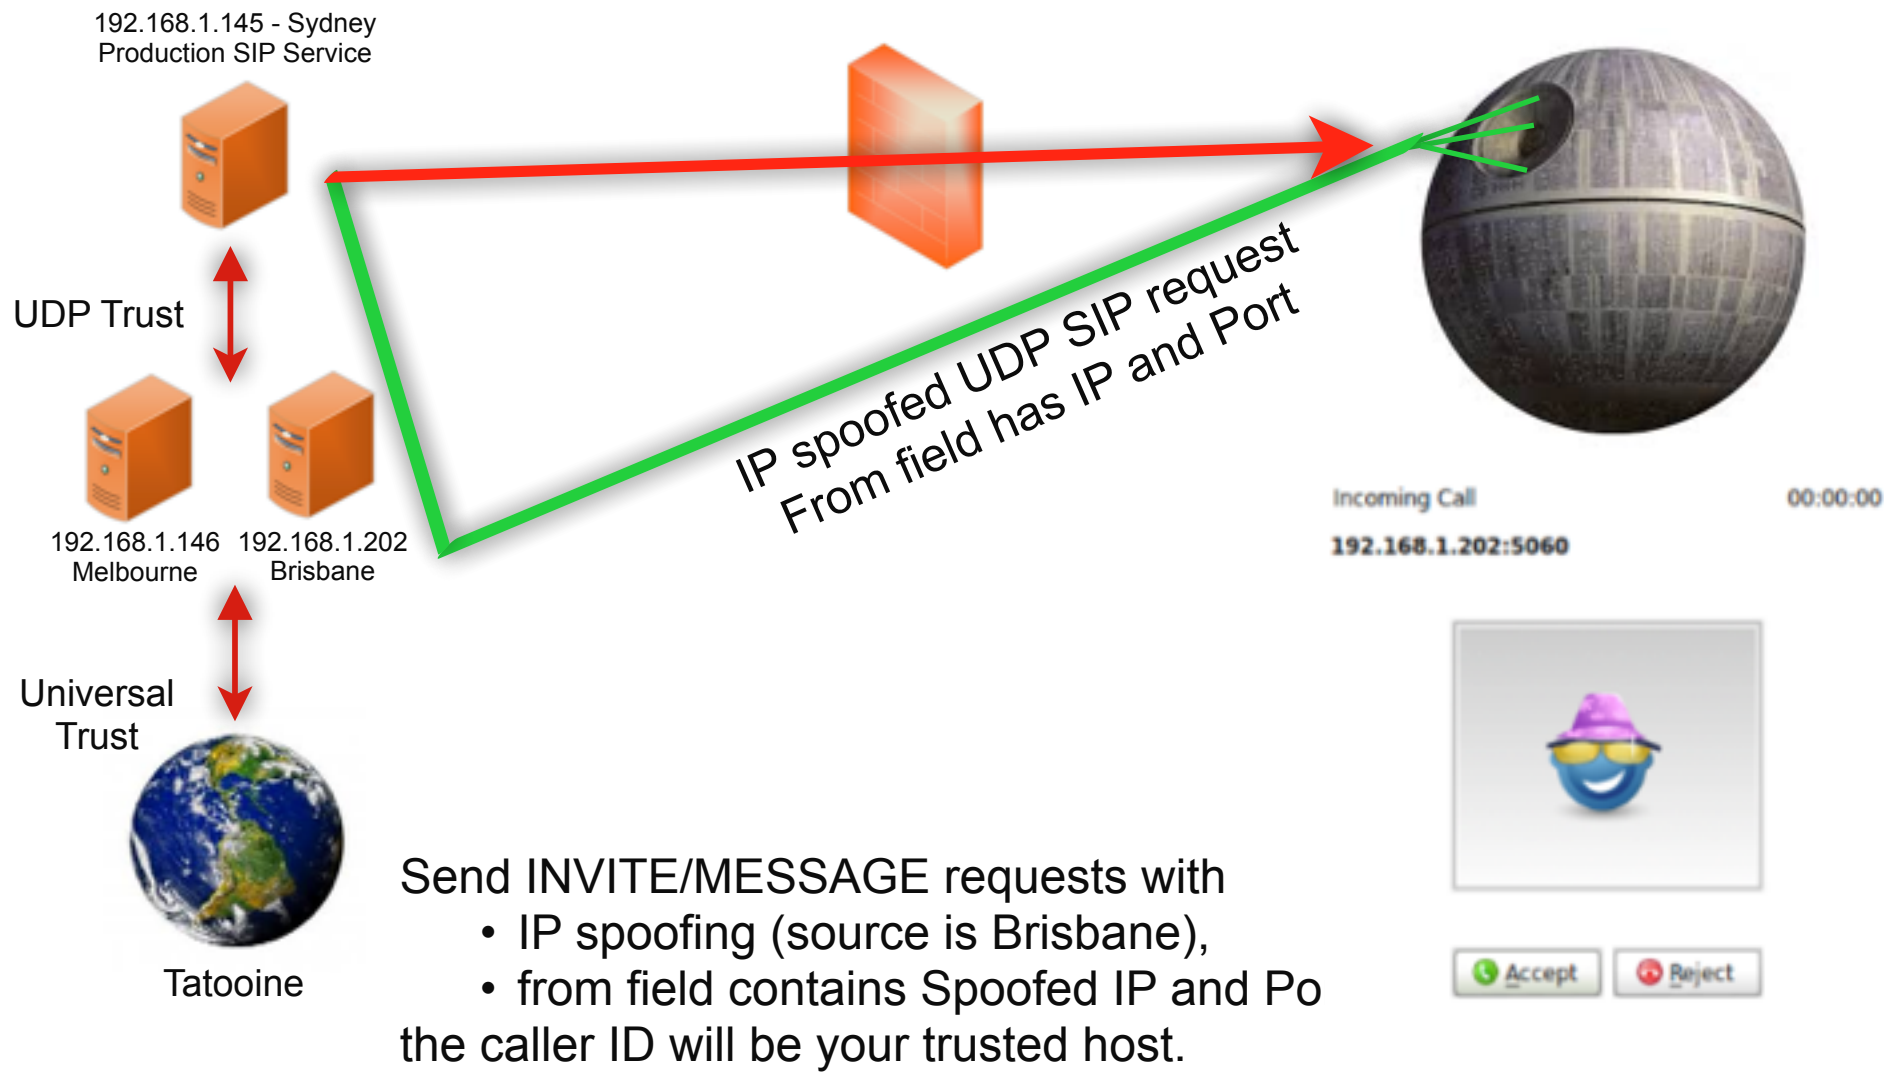 192.168.1.145 - Sydney
Production SIP Service
UDP Trust
192.168.1.146
Melbourne
192.168.1.202
Brisbane
Universal
Trust
Tatooine
IP spoofed UDP SIP request
From field has IP and Port
Incoming Call
00:00:00
192.168.1.202:5060
Accept
Reject
Send INVITE/MESSAGE requests with
• IP spoofing (source is Brisbane),
• from field contains Spoofed IP and Po
the caller ID will be your trusted host.